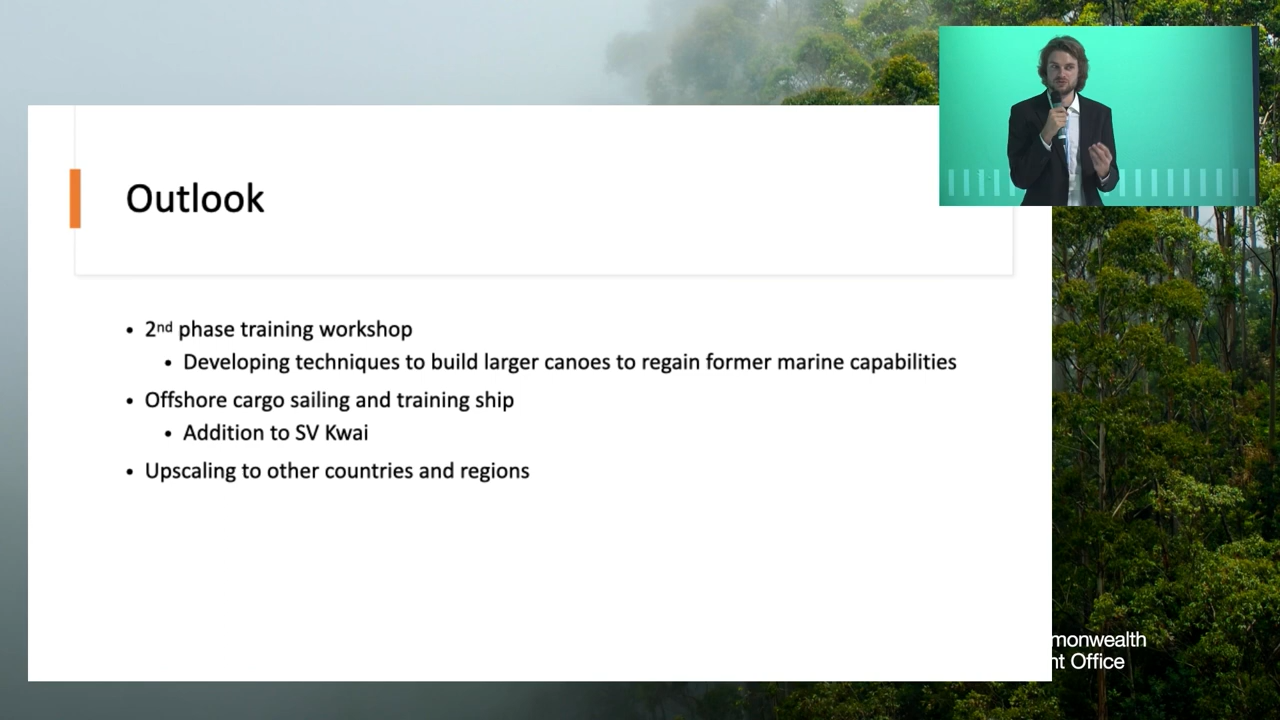 Outlook
• 2nd phase training workshop
• Developing techniques to build larger canoes to regain former marine capabilities
• Offshore cargo sailing and training ship
• Addition to SV Kwai
• Upscaling to other countries and regions
monwealth
nt Office